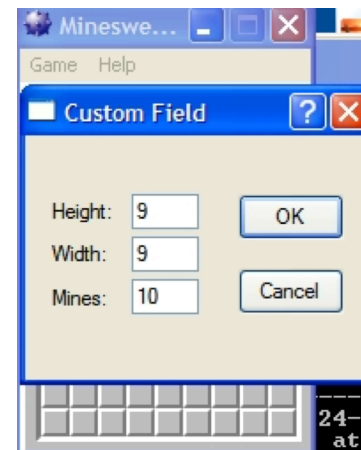 Mineswe...
Game Help
Custom Field
Height: 9
OK
Width: 9
Mines: 10
Cancel
24-
at